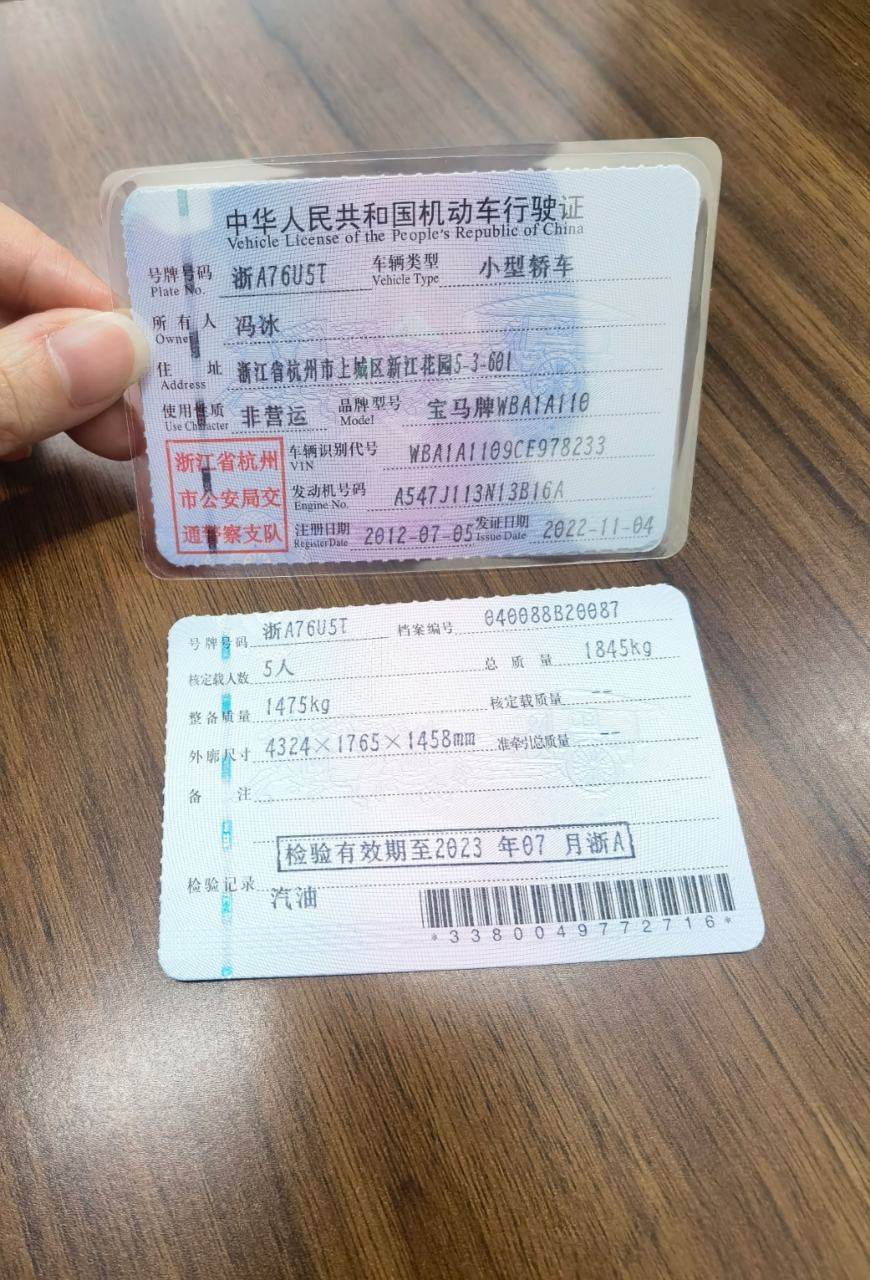 中华人民共和国机动车行驶证
Vehicle License of the People's Republic of China
号牌号码 浙A76U5T 车辆类型 小型轿车
Plate No. Vehicle Type
所有人 冯冰
Owner
住址 浙江省杭州市上城区新江花园5-3-601
Address
使用性质 非营运 品牌型号 宝马牌WBA1A110
Use Character Model
浙江省杭州
市公安局交
通警察支队
车辆识别代号 WBA1A1109CE978233
VIN
发动机号码 A547J113N13B16A
Engine No.
注册日期 2012-07-05 发证日期 2022-11-04
Register Date Issue Date
号牌号码 浙A76U5T 档案编号 040088B20087
核定载人数 5人 总质量 1845kg
整备质量 1475kg 核定载质量 --
外廓尺寸 4324×1765×1458mm 准牵引总质量 --
备注
检验有效期至2023 年07 月浙A
检验记录
汽油
*3380049772716*